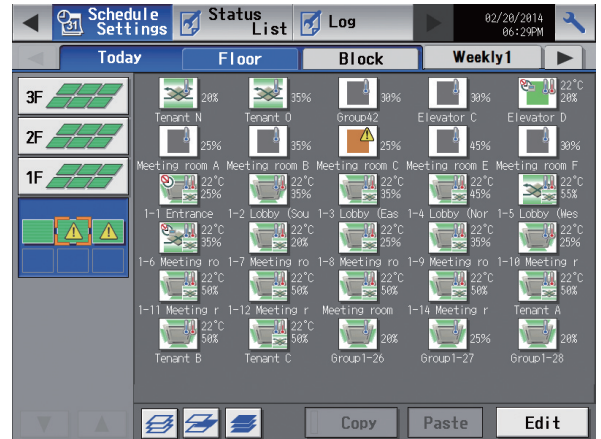 31 Schedule Settings
Status List
Log
02/20/2014
06:29PM
Today Floor Block Weekly1
3F
2F
1F
20% 35% 30% 30% 22°C 20%
Tenant N Tenant O Group42 Elevator C Elevator D
25% 35% 25% 45% 30%
Meeting room A Meeting room B Meeting room C Meeting room E Meeting room F
22°C 25% 22°C 35% 22°C 35% 22°C 45% 22°C 55%
1-1 Entrance 1-2 Lobby (Sou 1-3 Lobby (Eas 1-4 Lobby (Nor 1-5 Lobby (Wes
22°C 35% 22°C 20% 22°C 25% 22°C 35% 22°C 25%
1-6 Meeting ro 1-7 Meeting ro 1-8 Meeting ro 1-9 Meeting ro 1-10 Meeting r
22°C 50% 22°C 50% 22°C 50% 22°C 50% 22°C 50%
1-11 Meeting r 1-12 Meeting r Meeting room 1-14 Meeting r Tenant A
22°C 50% 22°C 50% 20% 25% 20%
Tenant B Tenant C Group1-26 Group1-27 Group1-28
Copy Paste Edit